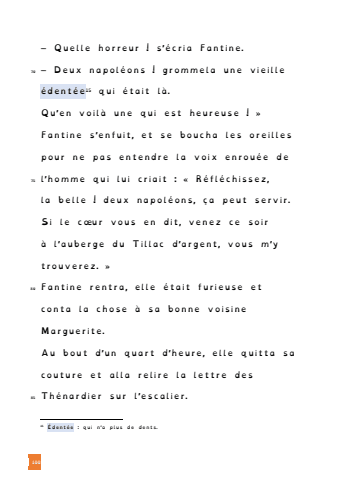 – Quelle horreur ! s'écria Fantine.
– Deux napoléons ! grommela une vieille
édentée¹⁵ qui était là.
Qu'en voilà une qui est heureuse ! »
Fantine s'enfuit, et se boucha les oreilles
pour ne pas entendre la voix enrouée de
l'homme qui lui criait : « Réfléchissez,
la belle ! deux napoléons, ça peut servir.
Si le cœur vous en dit, venez ce soir
à l'auberge du Tillac d'argent, vous m'y
trouverez. »
Fantine rentra, elle était furieuse et
conta la chose à sa bonne voisine
Marguerite.
Au bout d'un quart d'heure, elle quitta sa
couture et alla relire la lettre des
Thénardier sur l'escalier.
Édentée : qui n'a plus de dents.